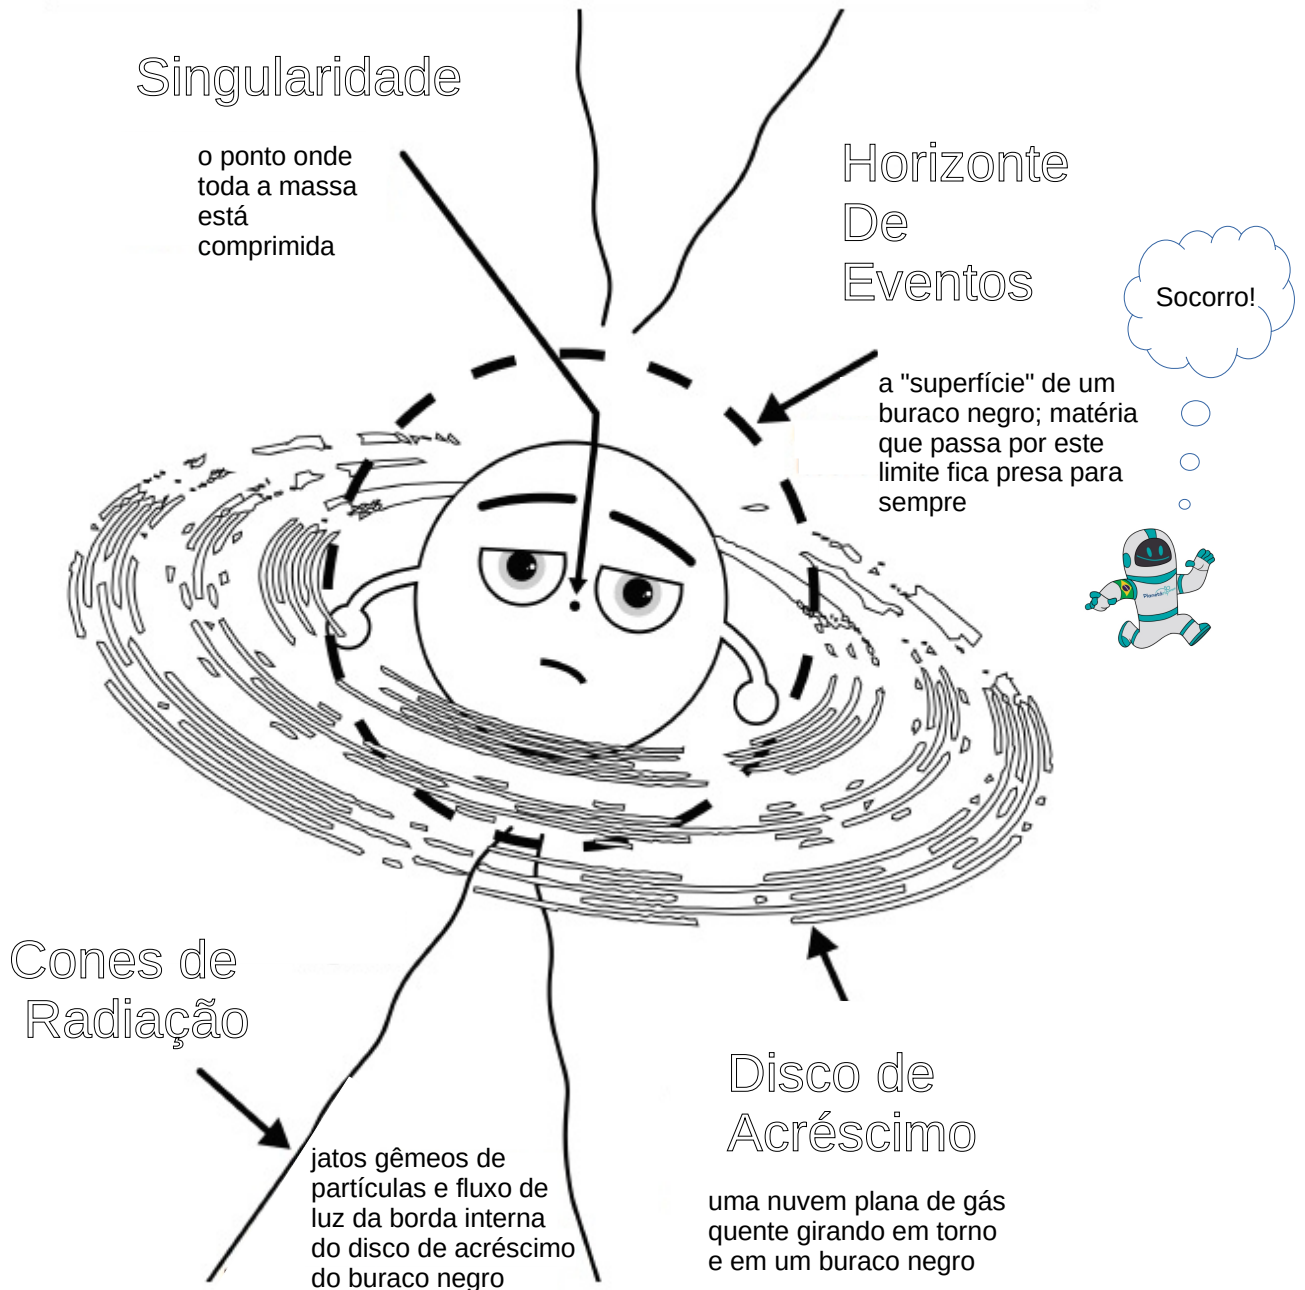 Singularidade
o ponto onde
toda a massa
está
comprimida
Horizonte
De
Eventos
a "superfície" de um
buraco negro; matéria
que passa por este
limite fica presa para
sempre
Socorro!
Cones de
Radiação
jatos gêmeos de
partículas e fluxo de
luz da borda interna
do disco de acréscimo
do buraco negro
Disco de
Acréscimo
uma nuvem plana de gás
quente girando em torno
e em um buraco negro